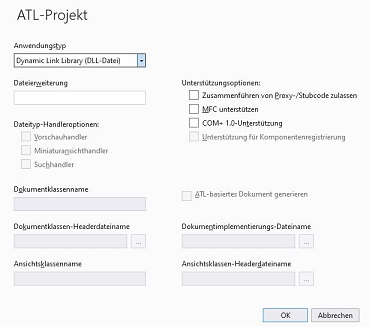 ATL-Projekt
Anwendungstyp
Dynamic Link Library (DLL-Datei)
Dateierweiterung
Unterstützungsoptionen:
Zusammenführen von Proxy-/Stubcode zulassen
MFC unterstützen
COM+ 1.0-Unterstützung
Unterstützung für Komponentenregistrierung
Dateityp-Handleroptionen:
Vorschauhandler
Miniaturansichthandler
Suchhandler
Dokumentklassenname
ATL-basiertes Dokument generieren
Dokumentklassen-Headerdateiname
Dokumentimplementierungs-Dateiname
...
...
Ansichtsklassenname
Ansichtsklassen-Headerdateiname
...
OK
Abbrechen